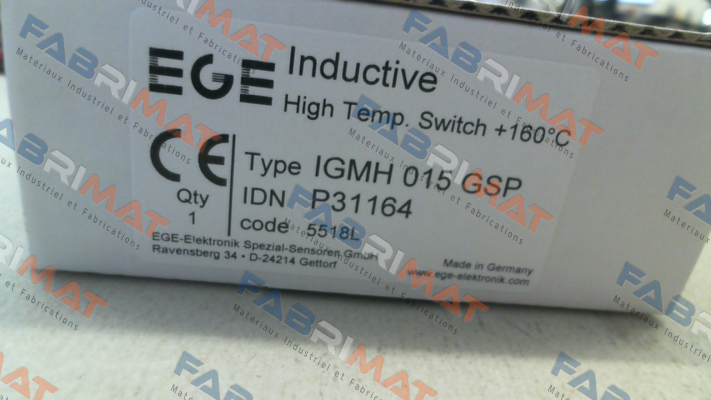 EGE Inductive
High Temp. Switch +160°C
CE
Type IGMH 015 GSP
IDN P31164
Qty
1
code 5518L
EGE-Elektronik Spezial-Sensoren GmbH
Ravensberg 34 • D-24214 Gettorf
Made in Germany
www.ege-elektronik.com
FABRIMAT
Materiaux Industriel et Fabrications